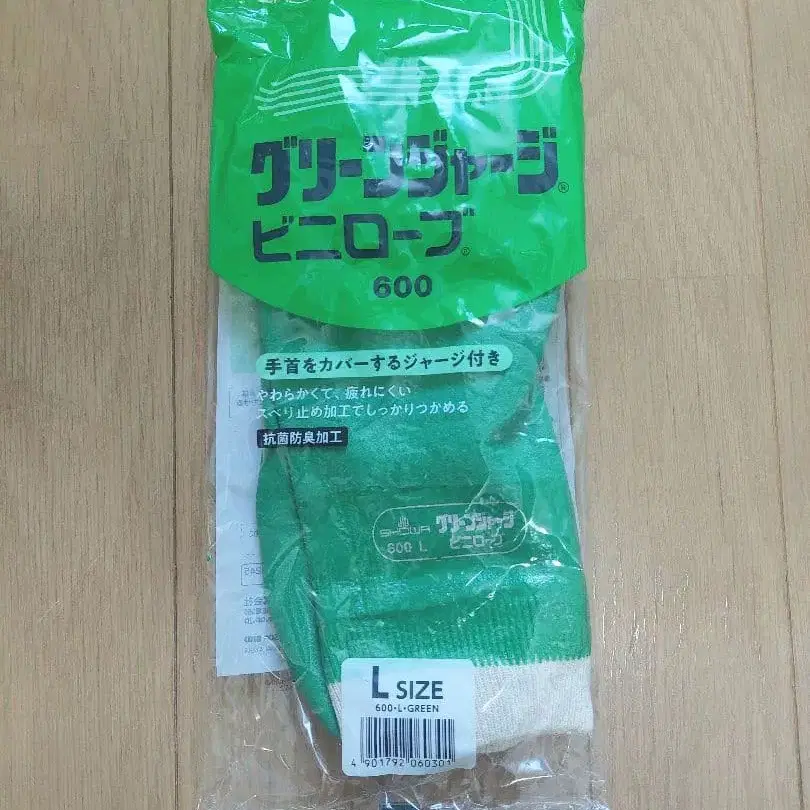 グリーンジャージ®
ビニローブ®
600
手首をカバーするジャージ付き
やわらかくて、疲れにくい
スベリ止め加工でしっかりつかめる
抗菌防臭加工
SHOWA グリーンジャージ
600 L ビニローブ
L SIZE
600・L・GREEN
4 901792 060301